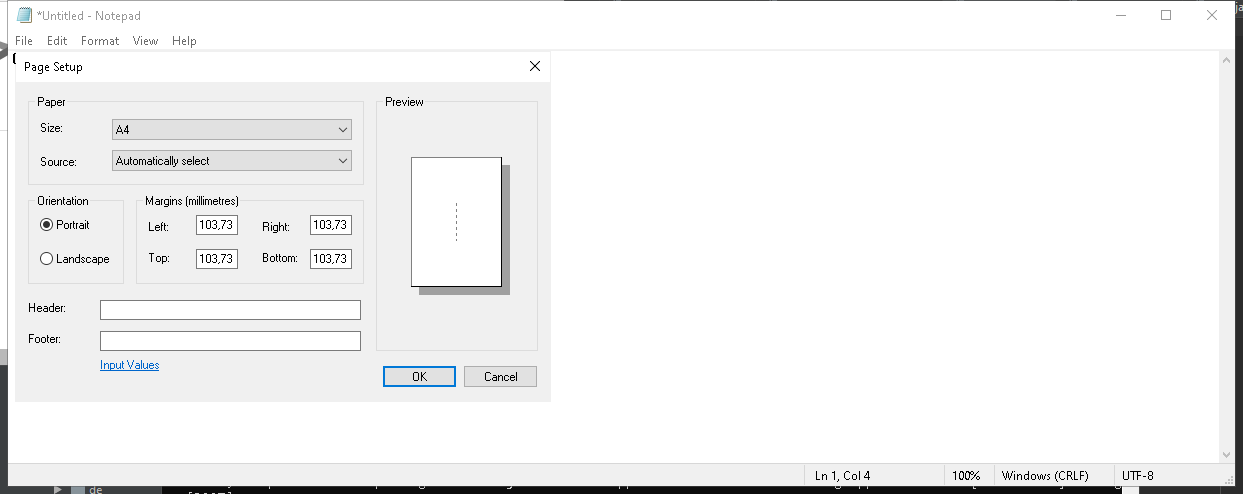 *Untitled - Notepad
File Edit Format View Help
Page Setup
Paper
Size: A4
Source: Automatically select
Orientation
Portrait
Landscape
Margins (millimetres)
Left: 103,73 Right: 103,73
Top: 103,73 Bottom: 103,73
Header:
Footer:
Input Values
Preview
OK Cancel
Ln 1, Col 4 100% Windows (CRLF) UTF-8
de